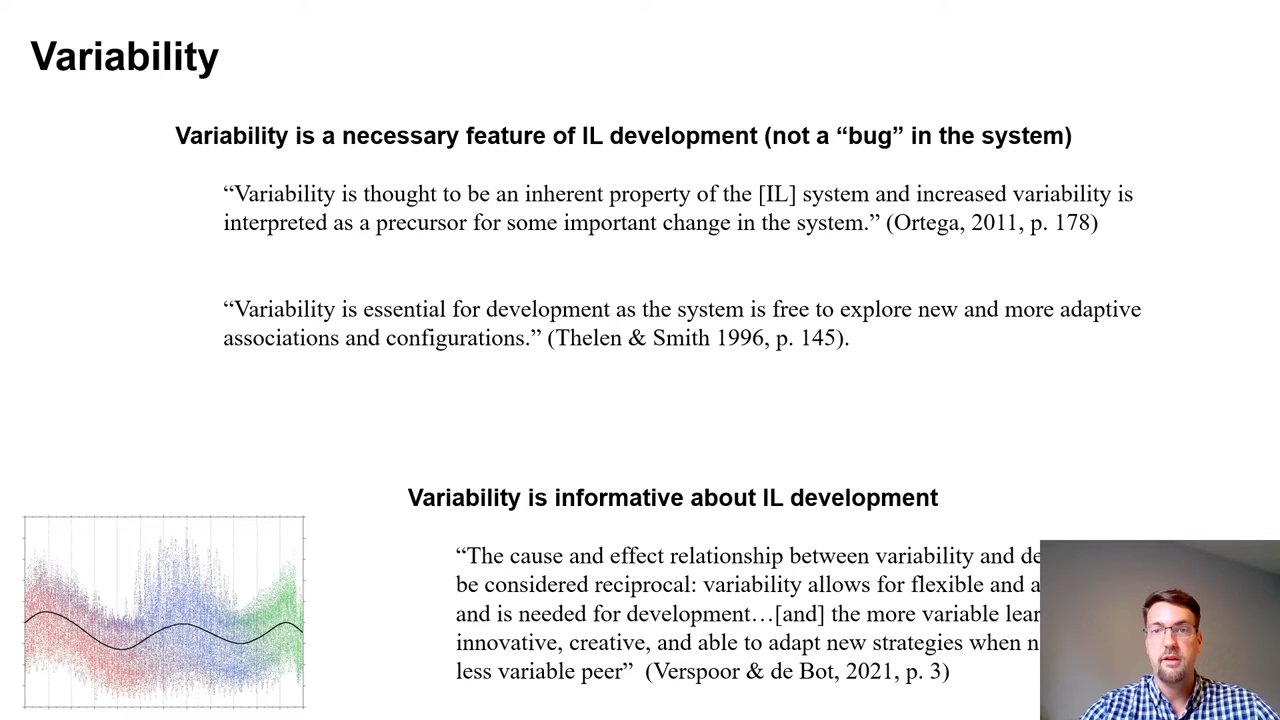 Variability
Variability is a necessary feature of IL development (not a “bug” in the system)
“Variability is thought to be an inherent property of the [IL] system and increased variability is
interpreted as a precursor for some important change in the system.” (Ortega, 2011, p. 178)
“Variability is essential for development as the system is free to explore new and more adaptive
associations and configurations.” (Thelen & Smith 1996, p. 145).
Variability is informative about IL development
“The cause and effect relationship between variability and
be considered reciprocal: variability allows for flexible and
and is needed for development…[and] the more variable
innovative, creative, and able to adapt new strategies when
less variable peer” (Verspoor & de Bot, 2021, p. 3)